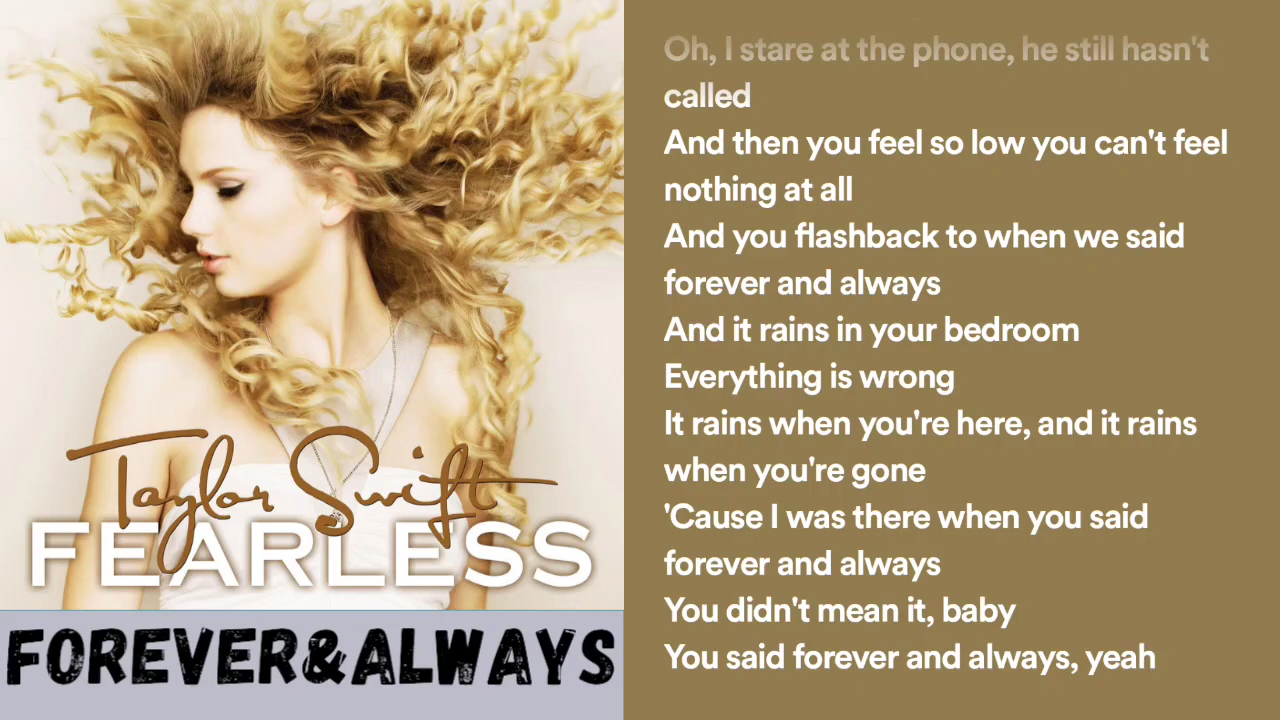 Taylor Swift
FEARLESS
FOREVER&ALWAYS
Oh, I stare at the phone, he still hasn't
called
And then you feel so low you can't feel
nothing at all
And you flashback to when we said
forever and always
And it rains in your bedroom
Everything is wrong
It rains when you're here, and it rains
when you're gone
'Cause I was there when you said
forever and always
You didn't mean it, baby
You said forever and always, yeah